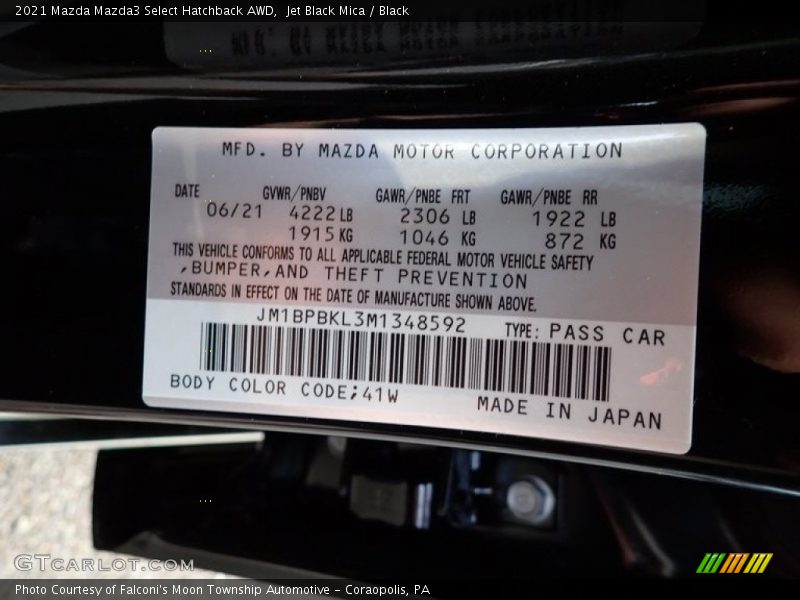 2021 Mazda Mazda3 Select Hatchback AWD, Jet Black Mica / Black
MFD. BY MAZDA MOTOR CORPORATION
DATE GVWR/PNBV GAWR/PNBE FRT GAWR/PNBE RR
06/21 4222 LB 2306 LB 1922 LB
1915 KG 1046 KG 872 KG
THIS VEHICLE CONFORMS TO ALL APPLICABLE FEDERAL MOTOR VEHICLE SAFETY
,BUMPER,AND THEFT PREVENTION
STANDARDS IN EFFECT ON THE DATE OF MANUFACTURE SHOWN ABOVE.
JM1BPBKL3M1348592 TYPE: PASS CAR
BODY COLOR CODE;41W
MADE IN JAPAN
GTCARLOT.COM
Photo Courtesy of Falconi's Moon Township Automotive - Coraopolis, PA